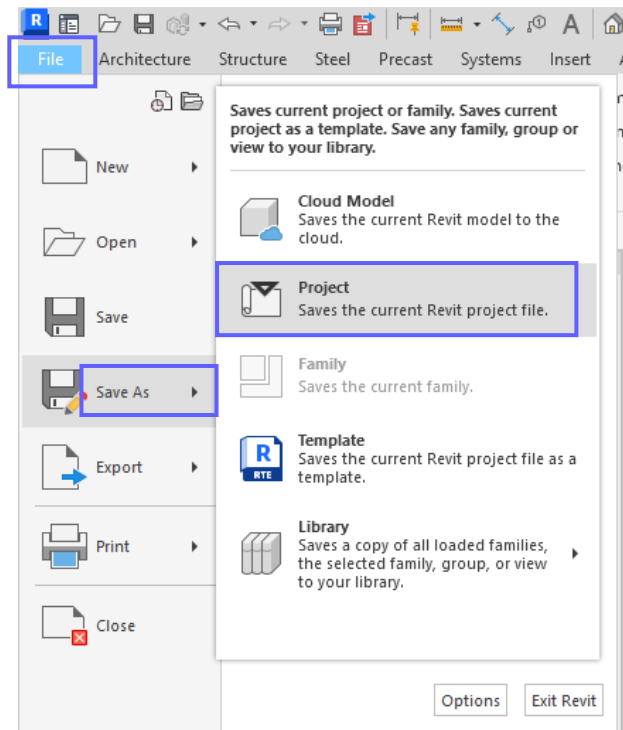 R
A
File Architecture Structure Steel Precast Systems Insert
New
Open
Save
Save As
Export
Print
Close
Saves current project or family. Saves current
project as a template. Save any family, group or
view to your library.
Cloud Model
Saves the current Revit model to the
cloud.
Project
Saves the current Revit project file.
Family
Saves the current family.
R
RTE
Template
Saves the current Revit project file as a
template.
Library
Saves a copy of all loaded families,
the selected family, group, or view
to your library.
Options Exit Revit